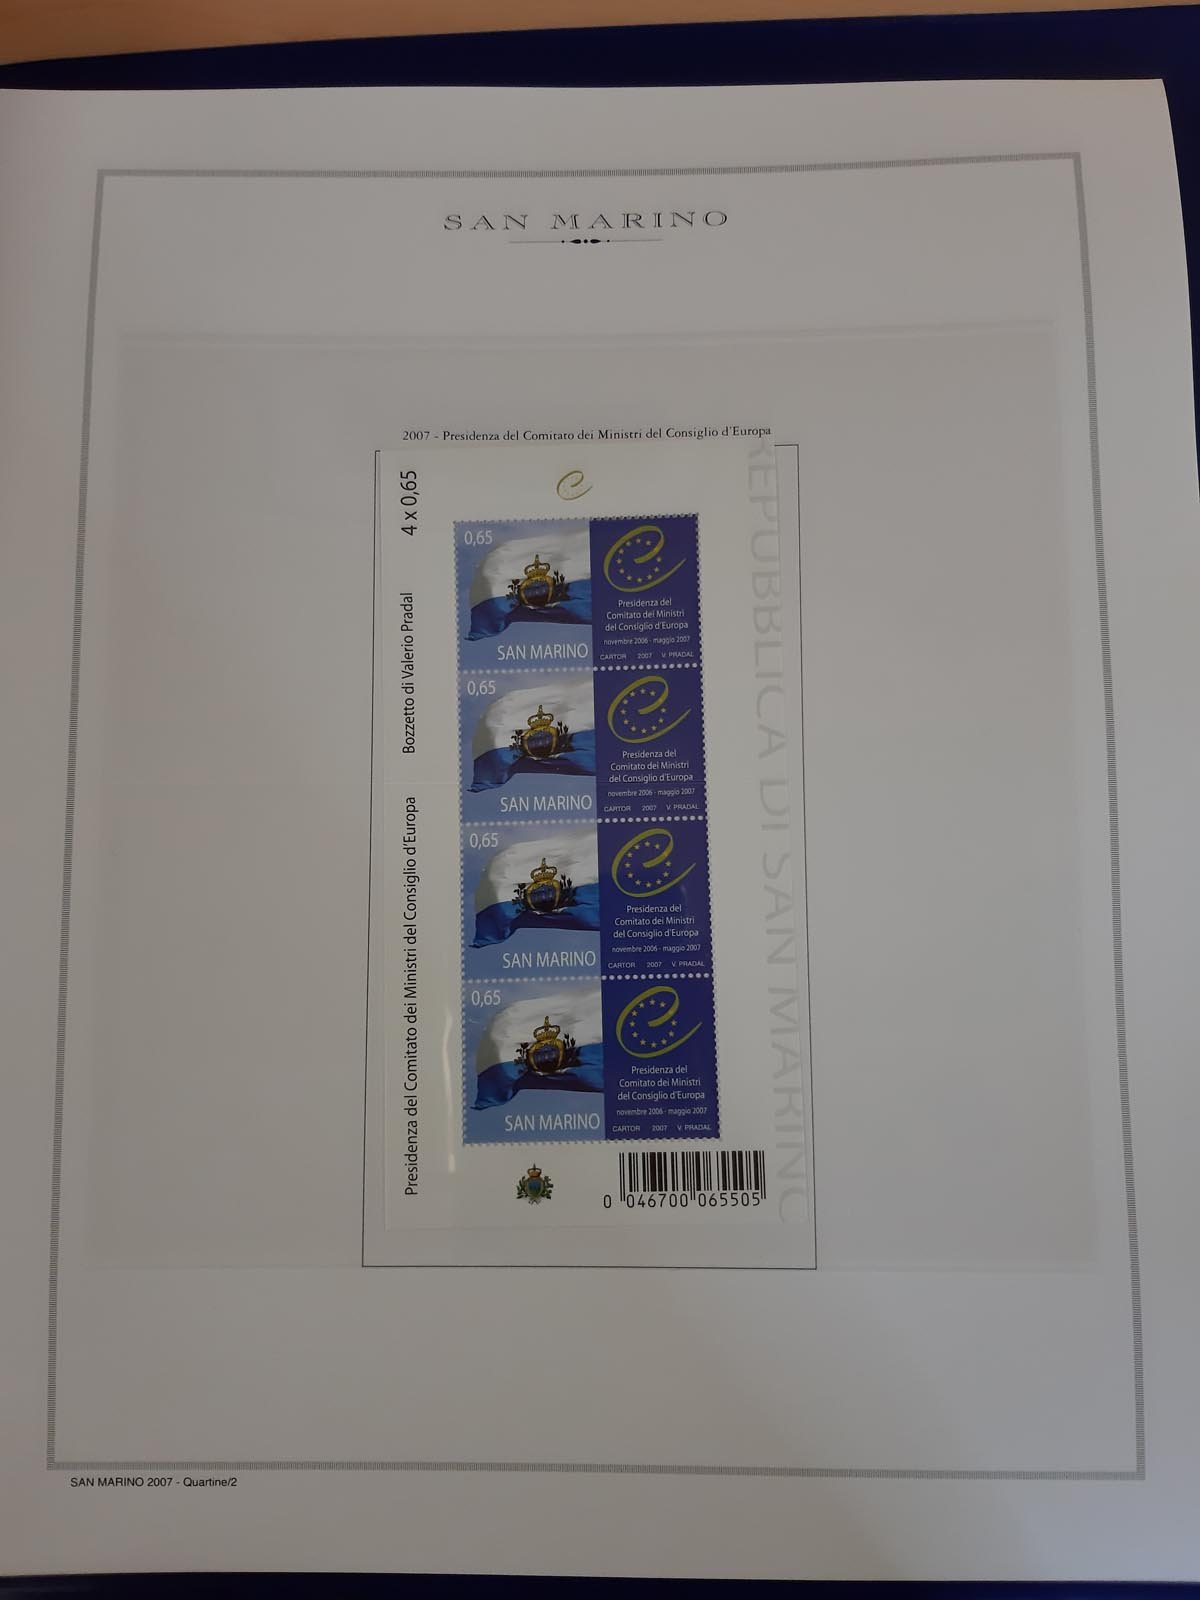 SAN MARINO
2007 - Presidenza del Comitato dei Ministri del Consiglio d'Europa
Presidenza del Comitato dei Ministri del Consiglio d'Europa Bozzetto di Valerio Pradal 4 x 0,65
REPUBBLICA DI SAN MARINO
0,65
SAN MARINO
Presidenza del
Comitato dei Ministri
del Consiglio d'Europa
novembre 2006 - maggio 2007
CARTOR 2007 V. PRADAL
0,65
SAN MARINO
Presidenza del
Comitato dei Ministri
del Consiglio d'Europa
novembre 2006 - maggio 2007
CARTOR 2007 V. PRADAL
0,65
SAN MARINO
Presidenza del
Comitato dei Ministri
del Consiglio d'Europa
novembre 2006 - maggio 2007
CARTOR 2007 V. PRADAL
0,65
SAN MARINO
Presidenza del
Comitato dei Ministri
del Consiglio d'Europa
novembre 2006 - maggio 2007
CARTOR 2007 V. PRADAL
0 046700 065505
SAN MARINO 2007 - Quartine/2